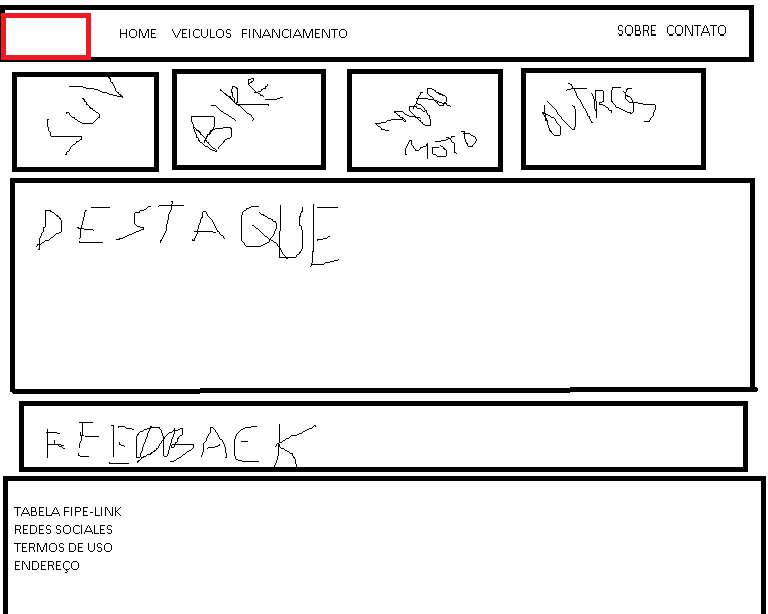 HOME VEICULOS FINANCIAMENTO SOBRE CONTATO
SUV BIKE MOTO OUTROS
DESTAQUE
FEEDBACK
TABELA FIPE-LINK
REDES SOCIALES
TERMOS DE USO
ENDEREÇO